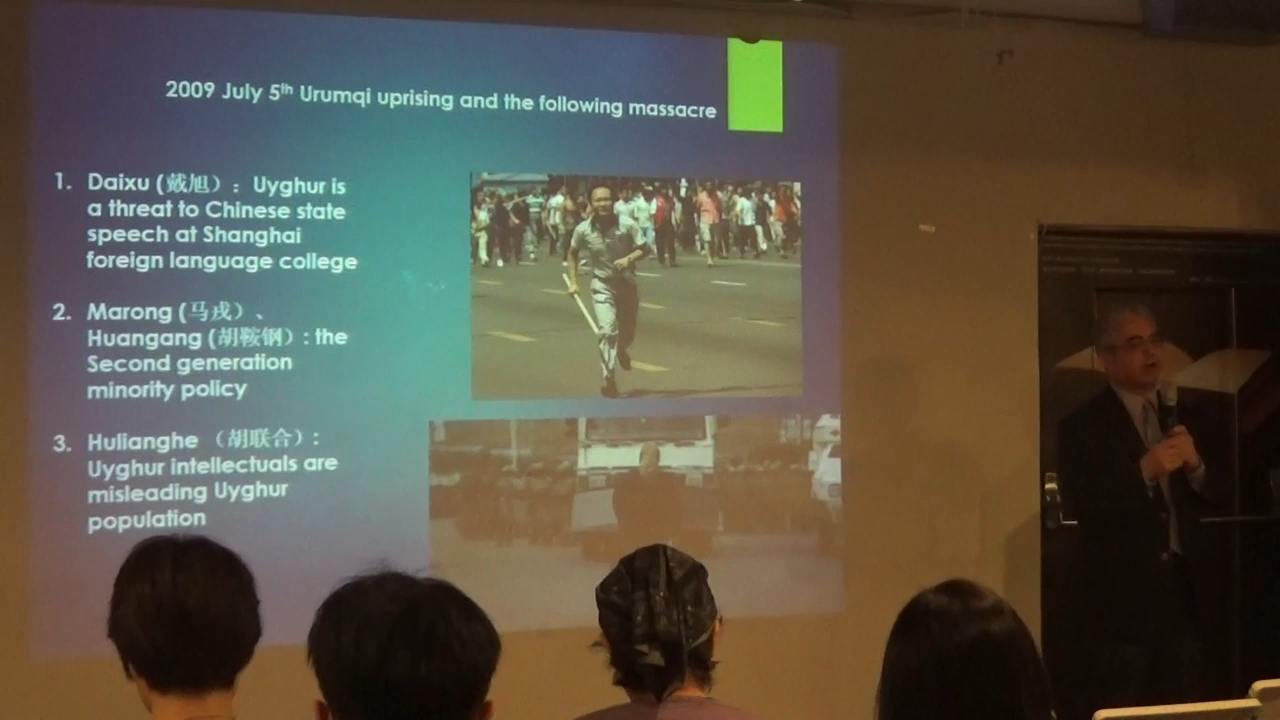 2009 July 5th Urumqi uprising and the following massacre
1. Daixu (戴旭）：Uyghur is
a threat to Chinese state
speech at Shanghai
foreign language college
2. Marong (马戎）、
Huangang (胡鞍钢）: the
Second generation
minority policy
3. Hulianghe （胡联合）:
Uyghur intellectuals are
misleading Uyghur
population